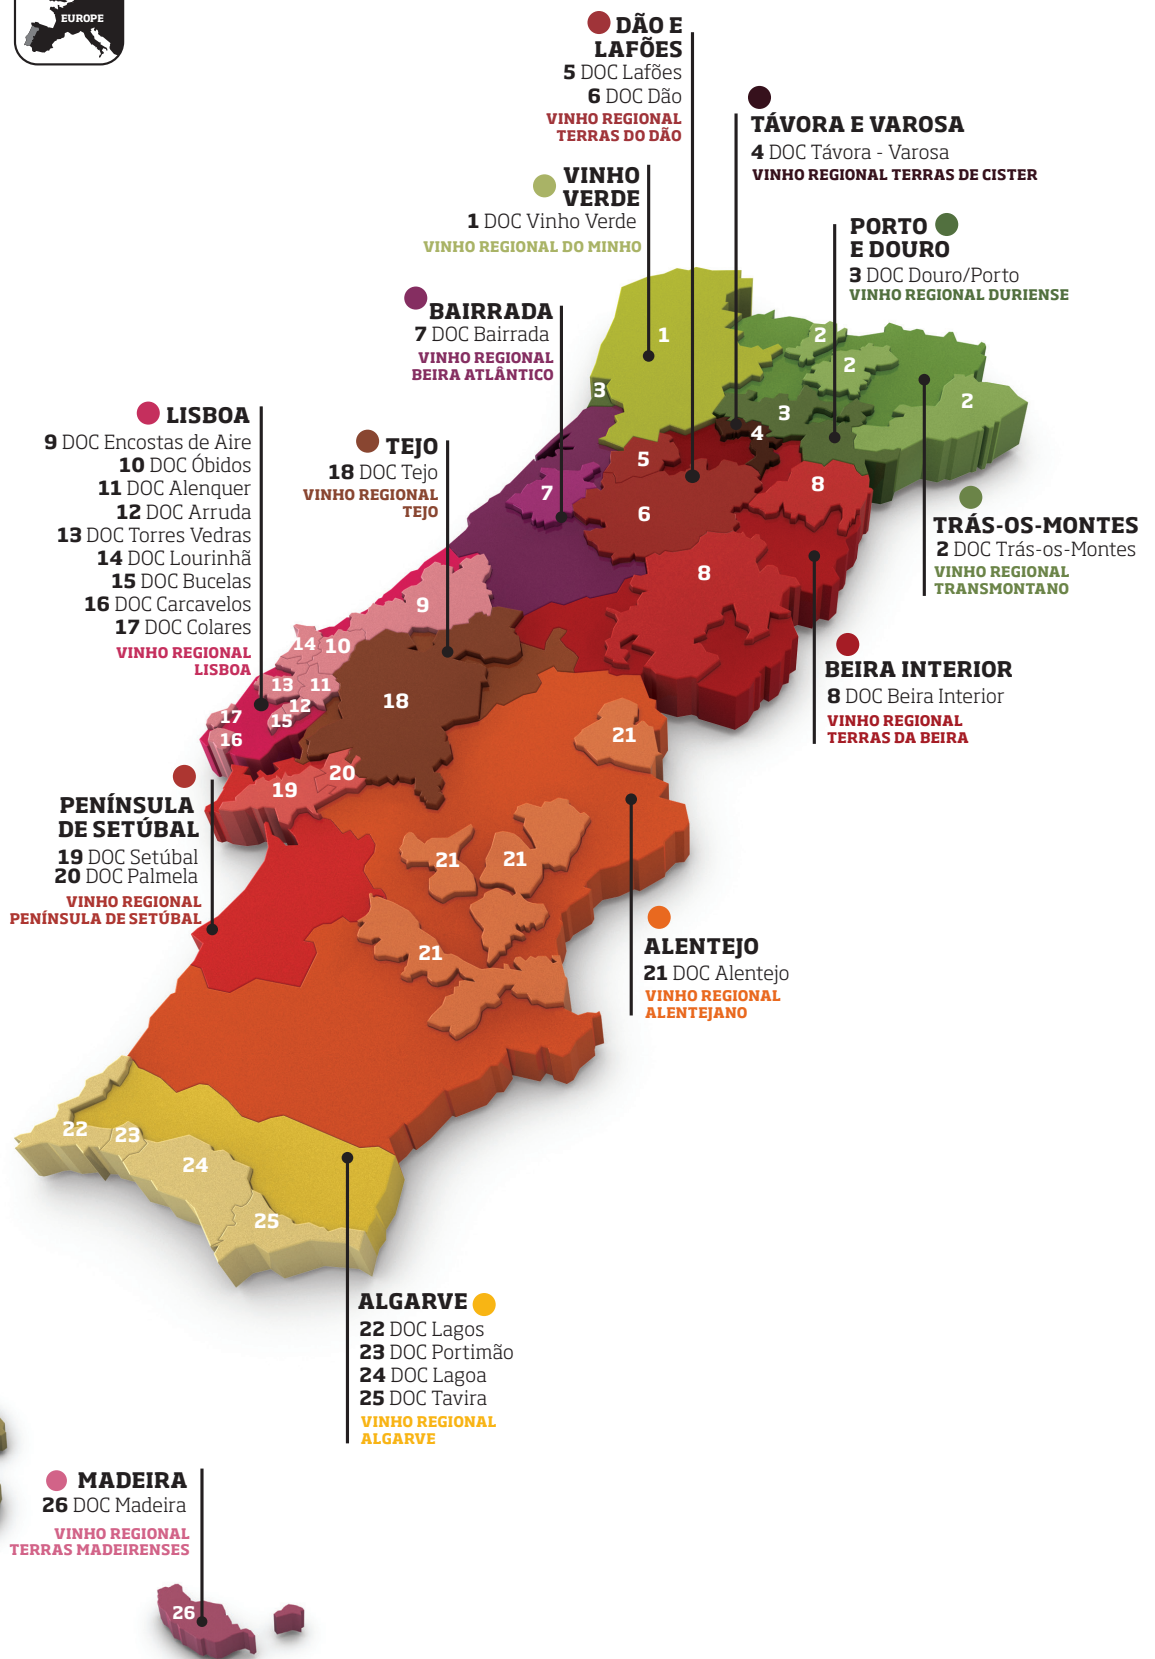 EUROPE
DÃO E
LAFÕES
5 DOC Lafões
6 DOC Dão
VINHO REGIONAL
TERRAS DO DÃO
TÁVORA E VAROSA
4 DOC Távora - Varosa
VINHO REGIONAL TERRAS DE CISTER
VINHO
VERDE
1 DOC Vinho Verde
VINHO REGIONAL DO MINHO
PORTO
E DOURO
3 DOC Douro/Porto
VINHO REGIONAL DURIENSE
BAIRRADA
7 DOC Bairrada
VINHO REGIONAL
BEIRA ATLÂNTICO
LISBOA
9 DOC Encostas de Aire
10 DOC Óbidos
11 DOC Alenquer
12 DOC Arruda
13 DOC Torres Vedras
14 DOC Lourinhã
15 DOC Bucelas
16 DOC Carcavelos
17 DOC Colares
VINHO REGIONAL
LISBOA
TEJO
18 DOC Tejo
VINHO REGIONAL
TEJO
TRÁS-OS-MONTES
2 DOC Trás-os-Montes
VINHO REGIONAL
TRANSMONTANO
BEIRA INTERIOR
8 DOC Beira Interior
VINHO REGIONAL
TERRAS DA BEIRA
PENÍNSULA
DE SETÚBAL
19 DOC Setúbal
20 DOC Palmela
VINHO REGIONAL
PENÍNSULA DE SETÚBAL
ALENTEJO
21 DOC Alentejo
VINHO REGIONAL
ALENTEJANO
1
2
2
3
2
3
4
5
8
7
6
8
9
14 10
13 11
18
12
17
15
21
16
20
19
21
21
21
22
23
24
25
ALGARVE
22 DOC Lagos
23 DOC Portimão
24 DOC Lagoa
25 DOC Tavira
VINHO REGIONAL
ALGARVE
MADEIRA
26 DOC Madeira
VINHO REGIONAL
TERRAS MADEIRENSES
26